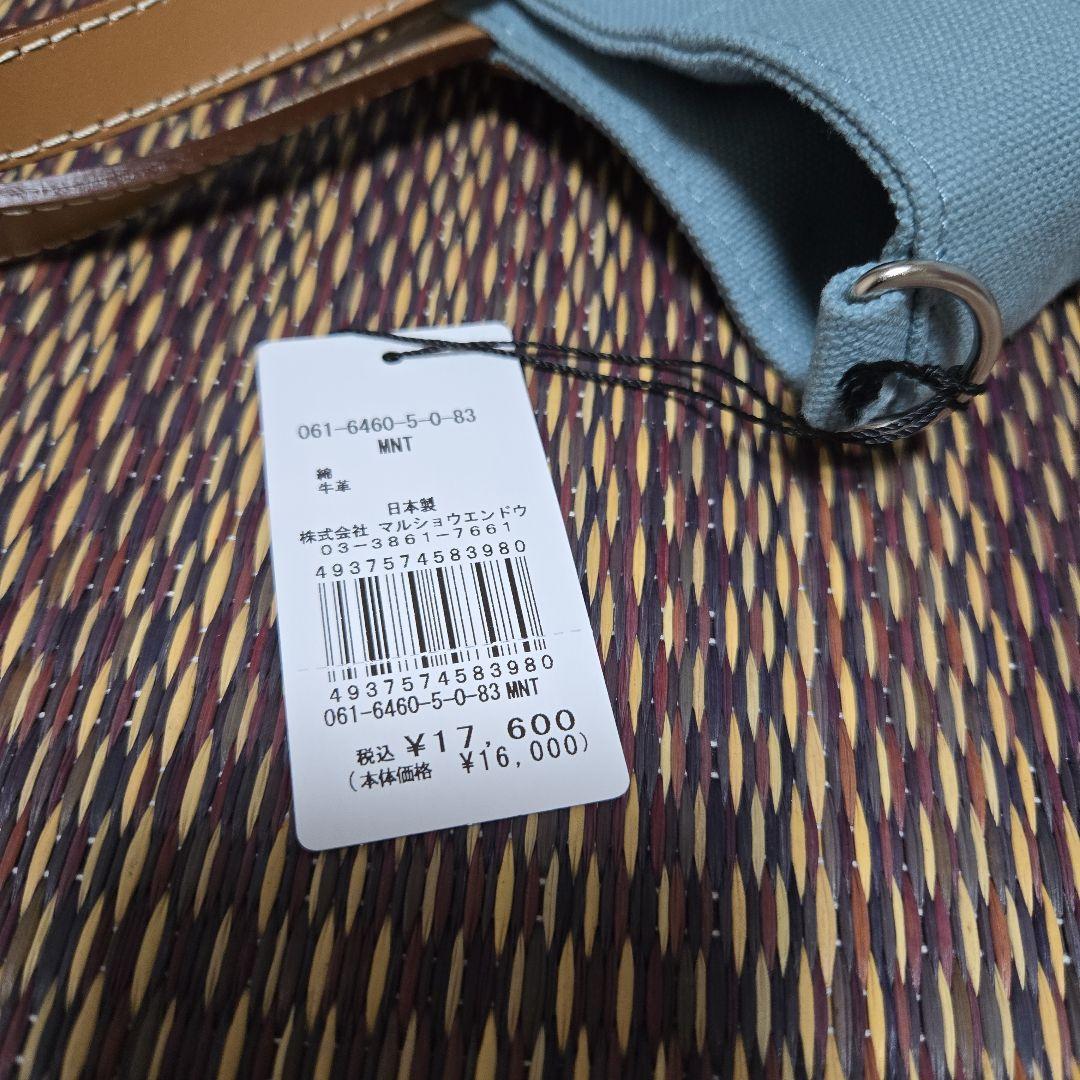 061-6460-5-0-83
MNT
綿
牛革
日本製
株式会社 マルショウエンドウ
03-3861-7661
4937574583980
4937574583980
061-6460-5-0-83 MNT
税込 ¥17,600
(本体価格 ¥16,000)